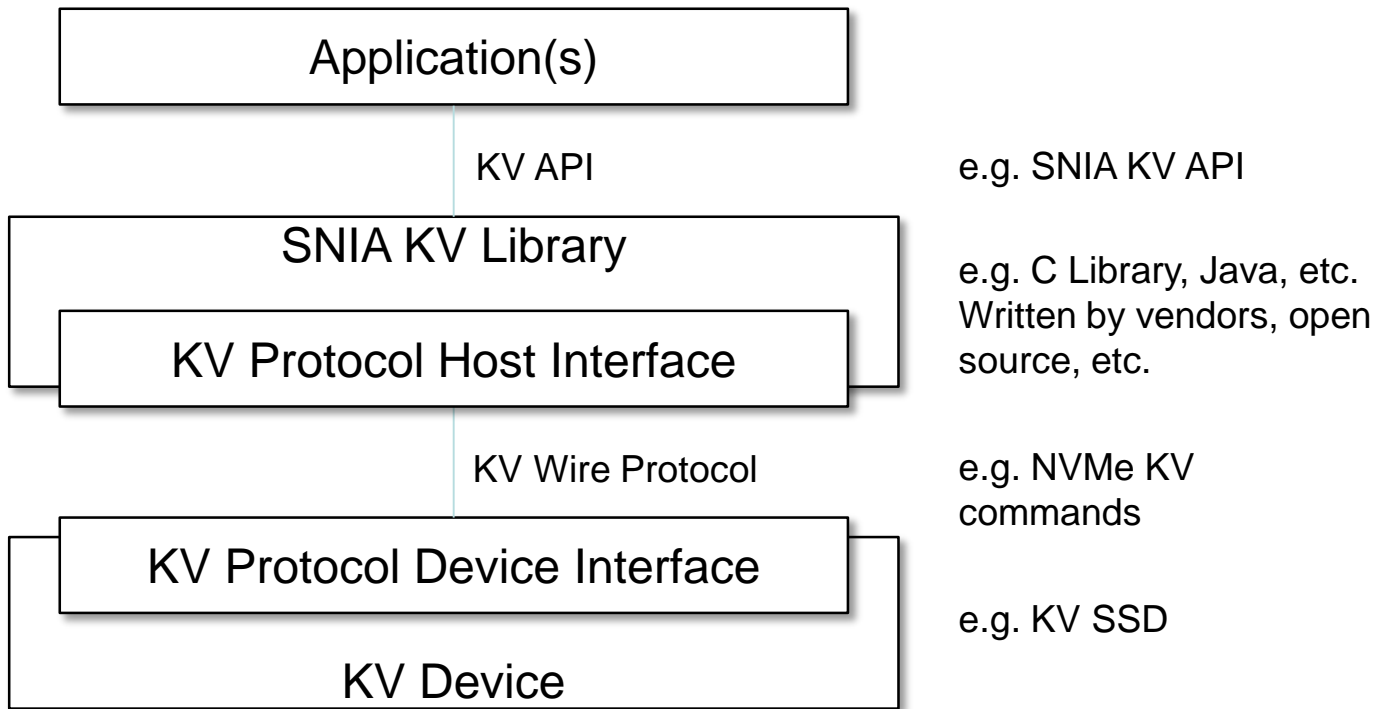 Application(s)
KV API
e.g. SNIA KV API
SNIA KV Library
e.g. C Library, Java, etc.
Written by vendors, open
source, etc.
KV Protocol Host Interface
KV Wire Protocol
e.g. NVMe KV
commands
KV Protocol Device Interface
e.g. KV SSD
KV Device